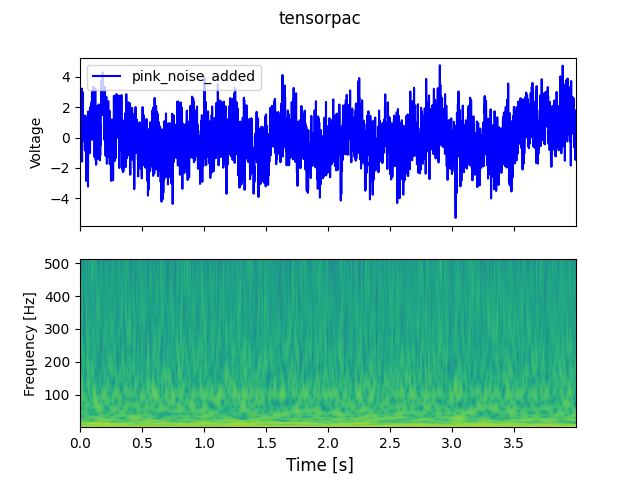 tensorpac
pink_noise_added
Voltage
4
2
0
−2
−4
Frequency [Hz]
500
400
300
200
100
0.0 0.5 1.0 1.5 2.0 2.5 3.0 3.5
Time [s]